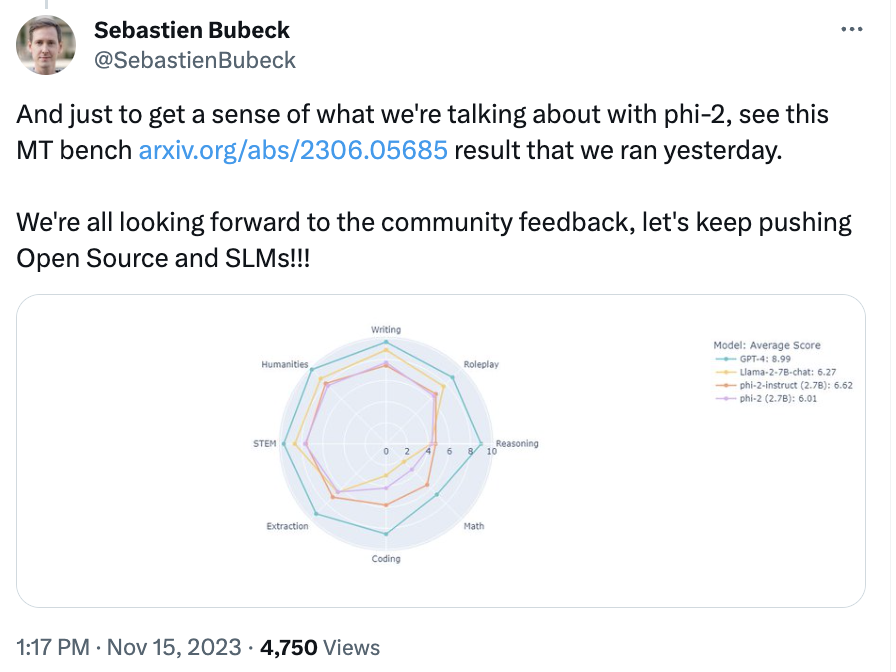 Sebastien Bubeck
@SebastienBubeck
And just to get a sense of what we're talking about with phi-2, see this
MT bench arxiv.org/abs/2306.05685 result that we ran yesterday.
We're all looking forward to the community feedback, let's keep pushing
Open Source and SLMs!!!
Writing
Humanities
Roleplay
STEM
0 2 4 6 8 10
Reasoning
Extraction
Math
Coding
Model: Average Score
GPT-4: 8.99
Llama-2-7B-chat: 6.27
phi-2-instruct (2.7B): 6.62
phi-2 (2.7B): 6.01
1:17 PM · Nov 15, 2023 · 4,750 Views